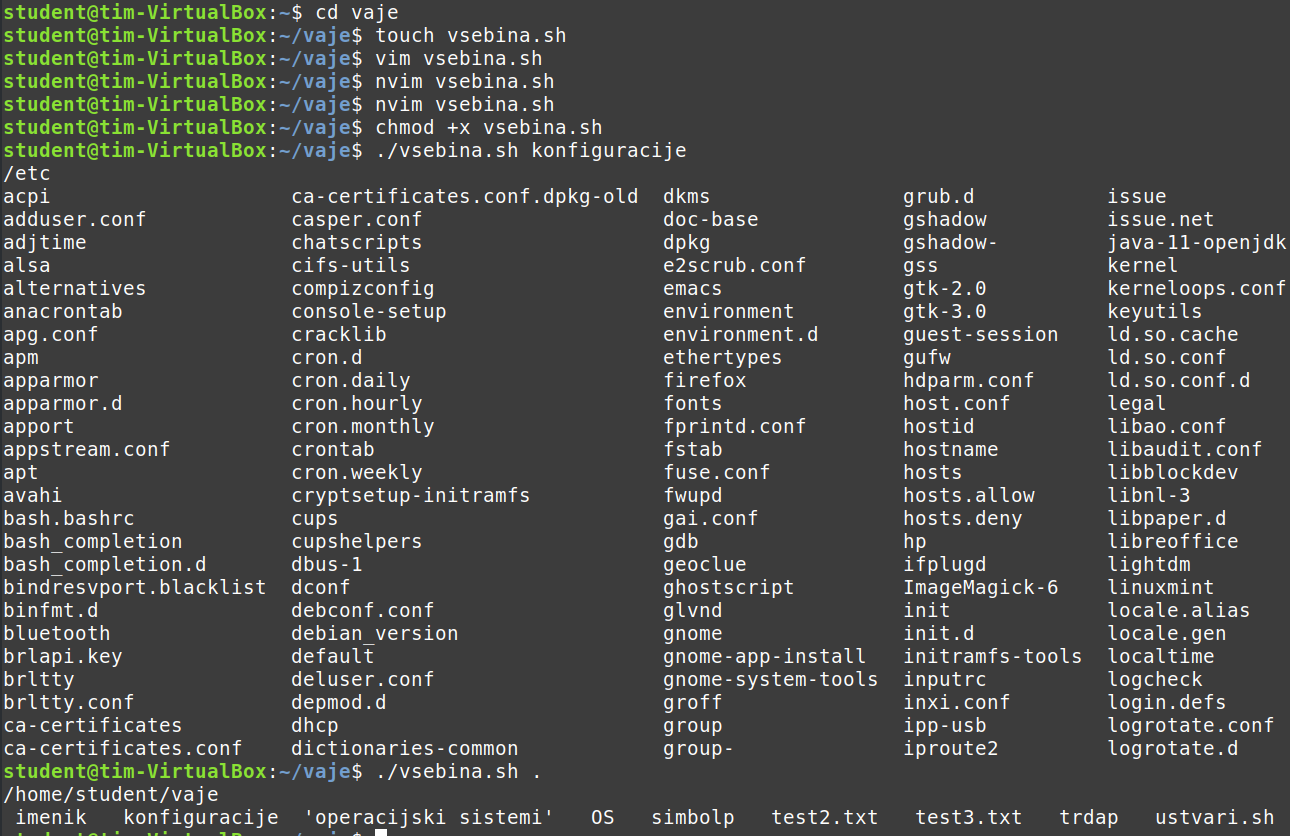 student@tim-VirtualBox:~$ cd vaje
student@tim-VirtualBox:~/vaje$ touch vsebina.sh
student@tim-VirtualBox:~/vaje$ vim vsebina.sh
student@tim-VirtualBox:~/vaje$ nvim vsebina.sh
student@tim-VirtualBox:~/vaje$ nvim vsebina.sh
student@tim-VirtualBox:~/vaje$ chmod +x vsebina.sh
student@tim-VirtualBox:~/vaje$ ./vsebina.sh konfiguracije
/etc
acpi ca-certificates.conf.dpkg-old dkms grub.d issue
adduser.conf casper.conf doc-base gshadow issue.net
adjtime chatscripts dpkg gshadow- java-11-openjdk
alsa cifs-utils e2scrub.conf gss kernel
alternatives compizconfig emacs gtk-2.0 kerneloops.conf
anacrontab console-setup environment gtk-3.0 keyutils
apg.conf cracklib environment.d guest-session ld.so.cache
apm cron.d ethertypes gufw ld.so.conf
apparmor cron.daily firefox hdparm.conf ld.so.conf.d
apparmor.d cron.hourly fonts host.conf legal
apport cron.monthly fprintd.conf hostid libao.conf
appstream.conf crontab fstab hostname libaudit.conf
apt cron.weekly fuse.conf hosts libblockdev
avahi cryptsetup-initramfs fwupd hosts.allow libnl-3
bash.bashrc cups gai.conf hosts.deny libpaper.d
bash_completion cupshelpers gdb hp libreoffice
bash_completion.d dbus-1 geoclue ifplugd lightdm
bindresvport.blacklist dconf ghostscript ImageMagick-6 linuxmint
binfmt.d debconf.conf glvnd init locale.alias
bluetooth debian_version gnome init.d locale.gen
brlapi.key default gnome-app-install initramfs-tools localtime
brltty deluser.conf gnome-system-tools inputrc logcheck
brltty.conf depmod.d groff inxi.conf login.defs
ca-certificates dhcp group ipp-usb logrotate.conf
ca-certificates.conf dictionaries-common group- iproute2 logrotate.d
student@tim-VirtualBox:~/vaje$ ./vsebina.sh .
/home/student/vaje
imenik konfiguracije 'operacijski sistemi' OS simbolp test2.txt test3.txt trdap ustvari.sh